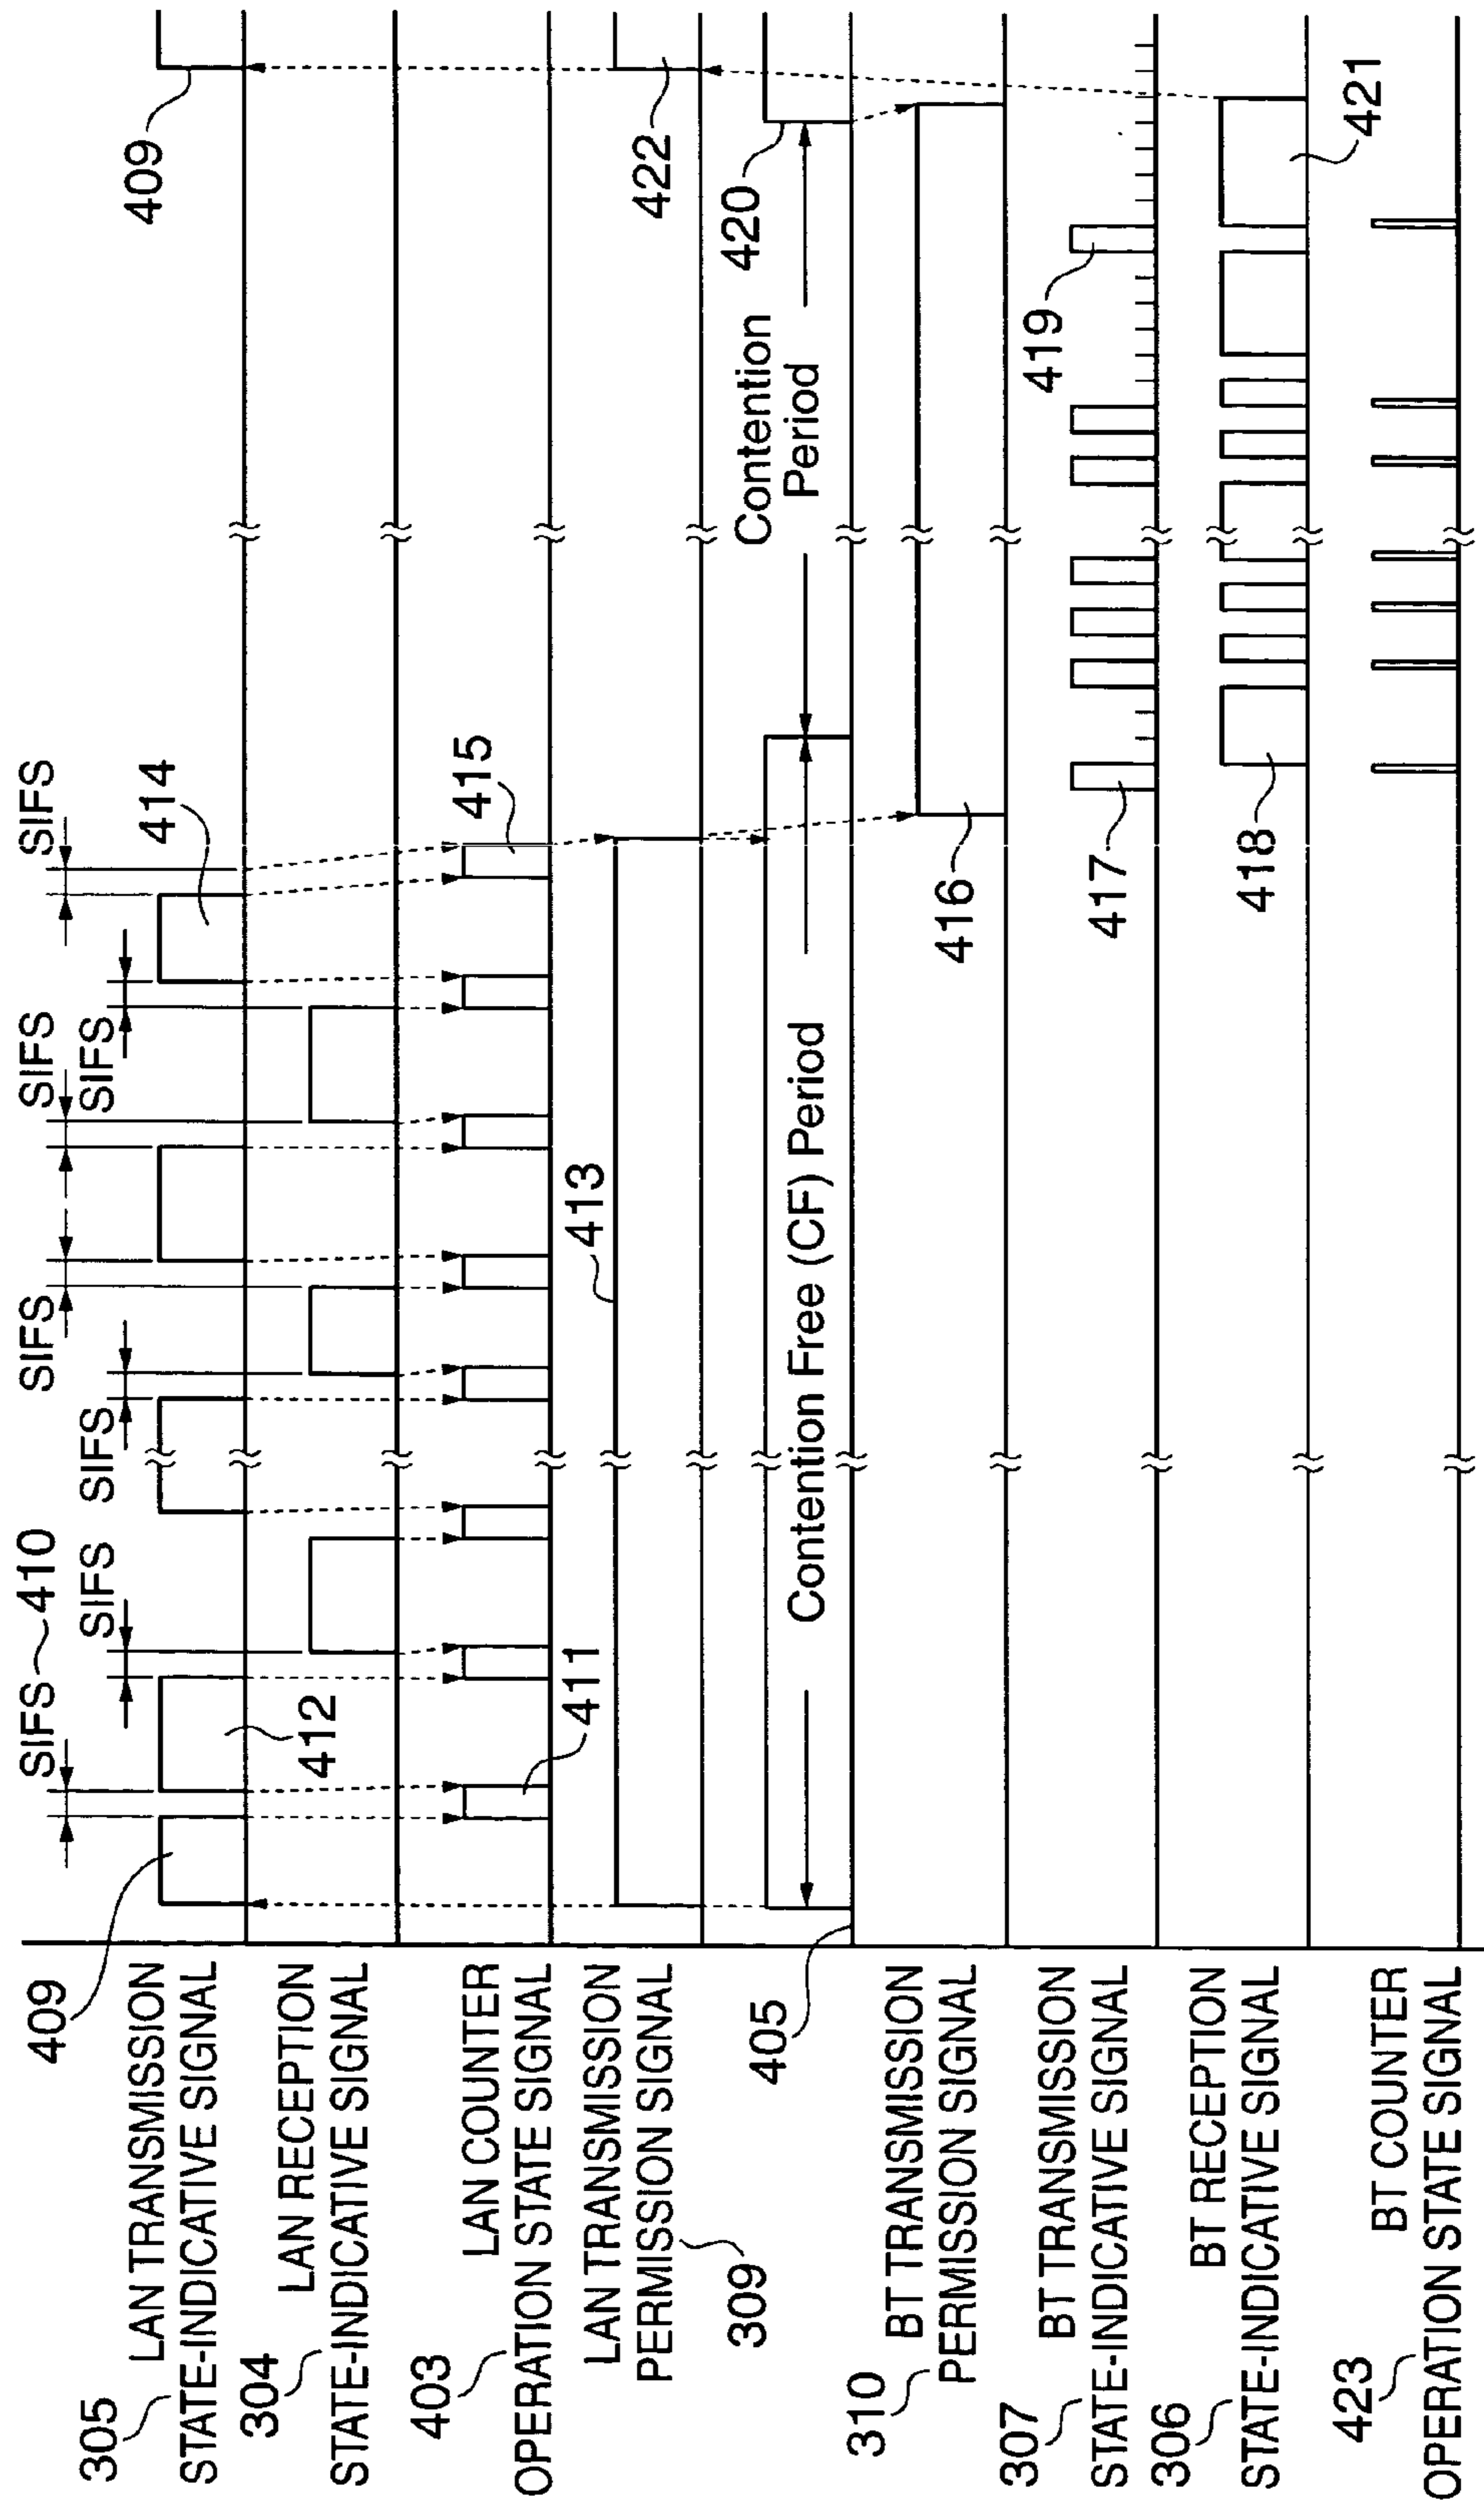 409
305
LAN TRANSMISSION
STATE-INDICATIVE SIGNAL
304
LAN RECEPTION
STATE-INDICATIVE SIGNAL
403
LAN COUNTER
OPERATION STATE SIGNAL
LAN TRANSMISSION
PERMISSION SIGNAL
309
405
310
BT TRANSMISSION
PERMISSION SIGNAL
307
BT TRANSMISSION
STATE-INDICATIVE SIGNAL
306
BT RECEPTION
STATE-INDICATIVE SIGNAL
423
BT COUNTER
OPERATION STATE SIGNAL
SIFS 410
SIFS
SIFS
SIFS
SIFS
SIFS
SIFS
412
414
409
411
415
413
422
420
Contention Free (CF) Period
Contention
Period
416
417
419
418
421